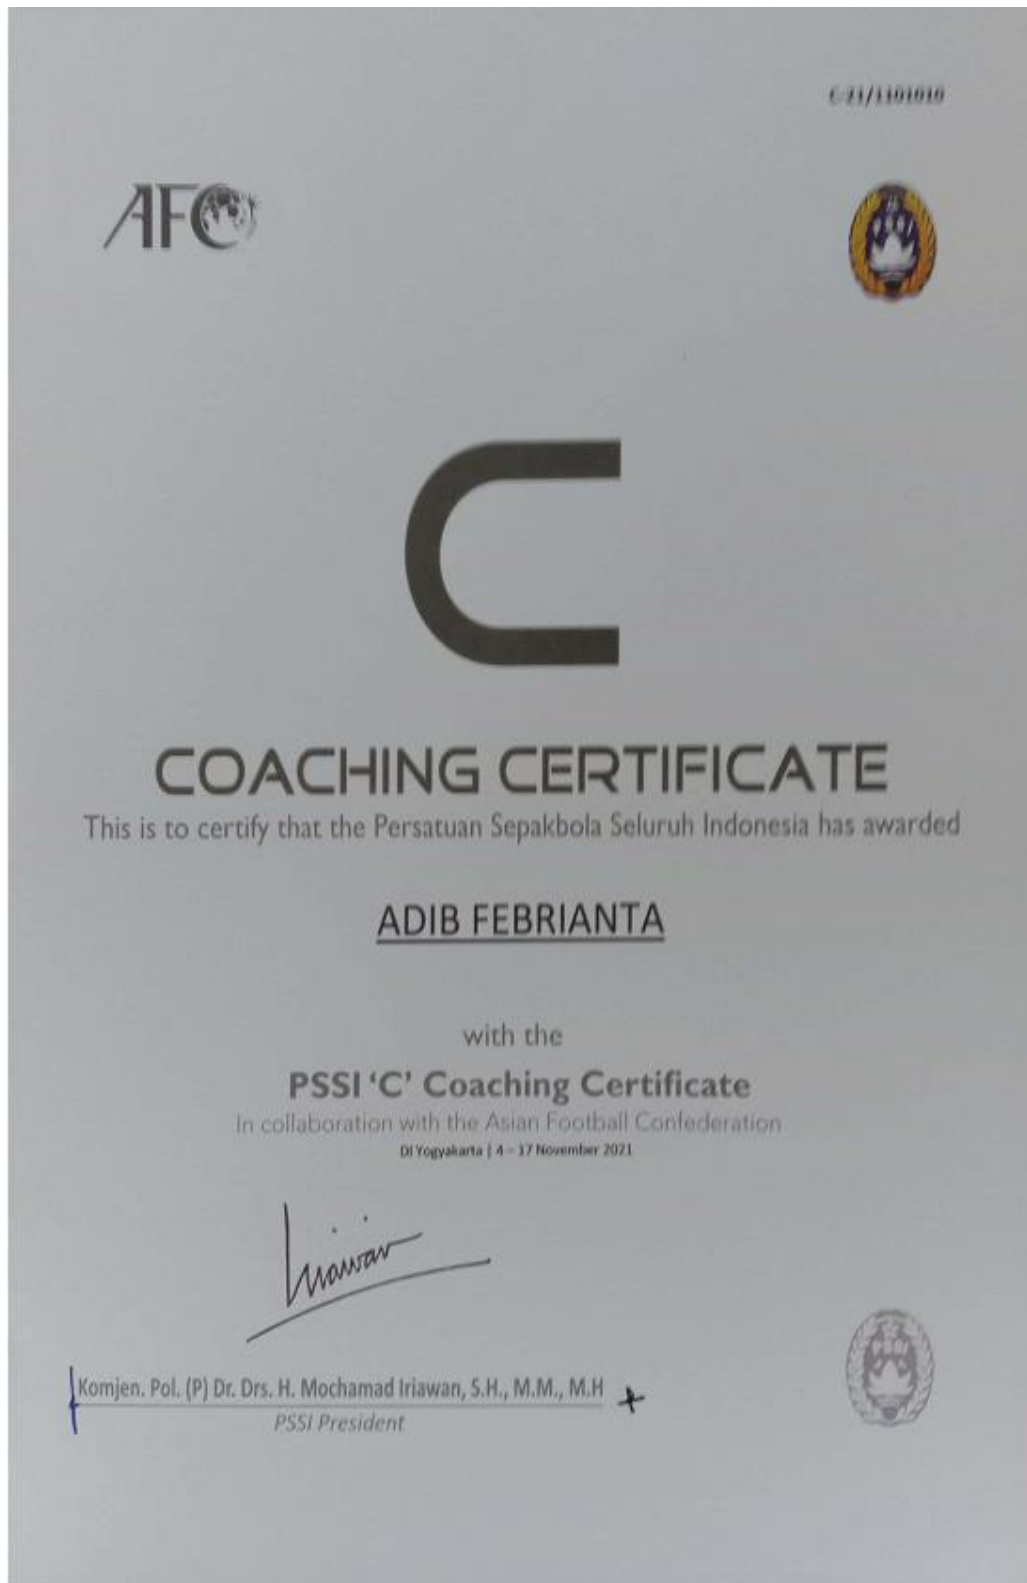 C-21/1101010
AFC
C
COACHING CERTIFICATE
This is to certify that the Persatuan Sepakbola Seluruh Indonesia has awarded
ADIB FEBRIANTA
with the
PSSI ‘C’ Coaching Certificate
In collaboration with the Asian Football Confederation
DI Yogyakarta | 4 – 17 November 2021
Iriawan
Komjen. Pol. (P) Dr. Drs. H. Mochamad Iriawan, S.H., M.M., M.H
PSSI President
PSSI